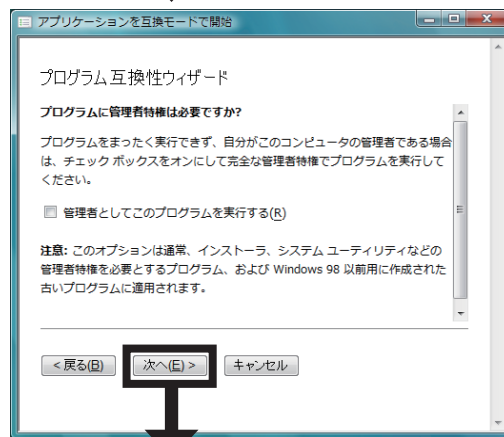 アプリケーションを互換モードで開始
プログラム互換性ウィザード
プログラムに管理者特権は必要ですか?
プログラムをまったく実行できず、自分がこのコンピュータの管理者である場合
は、チェック ボックスをオンにして完全な管理者特権でプログラムを実行して
ください。
管理者としてこのプログラムを実行する(R)
注意: このオプションは通常、インストーラ、システム ユーティリティなどの
管理者特権を必要とするプログラム、および Windows 98 以前用に作成された
古いプログラムに適用されます。
< 戻る(B) 次へ(E) > キャンセル